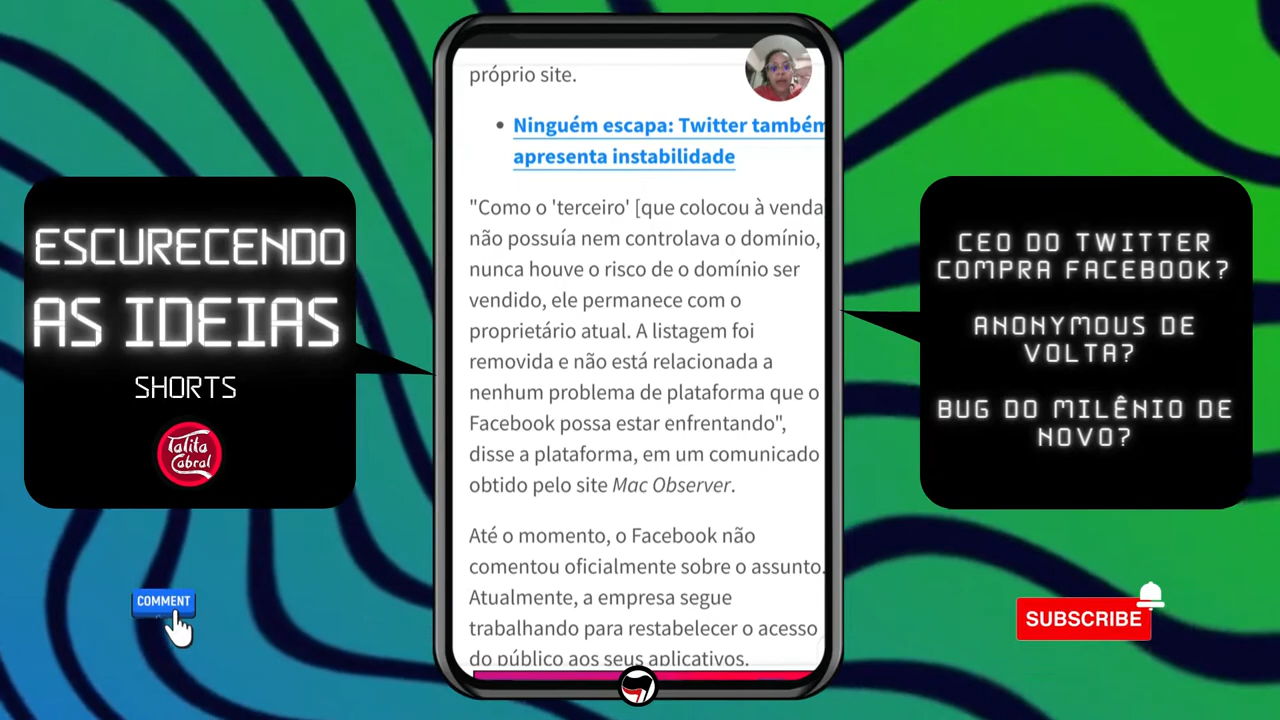 ESCURECENDO
AS IDEIAS
SHORTS
Talita
Cabral
COMMENT
próprio site.
• Ninguém escapa: Twitter também
apresenta instabilidade
"Como o 'terceiro' [que colocou à venda
não possuía nem controlava o domínio,
nunca houve o risco de o domínio ser
vendido, ele permanece com o
proprietário atual. A listagem foi
removida e não está relacionada a
nenhum problema de plataforma que o
Facebook possa estar enfrentando",
disse a plataforma, em um comunicado
obtido pelo site Mac Observer.
Até o momento, o Facebook não
comentou oficialmente sobre o assunto.
Atualmente, a empresa segue
trabalhando para restabelecer o acesso
do público aos seus aplicativos.
CEO DO TWITTER
COMPRA FACEBOOK?
ANONYMOUS DE
VOLTA?
BUG DO MILÊNIO DE
NOVO?
SUBSCRIBE